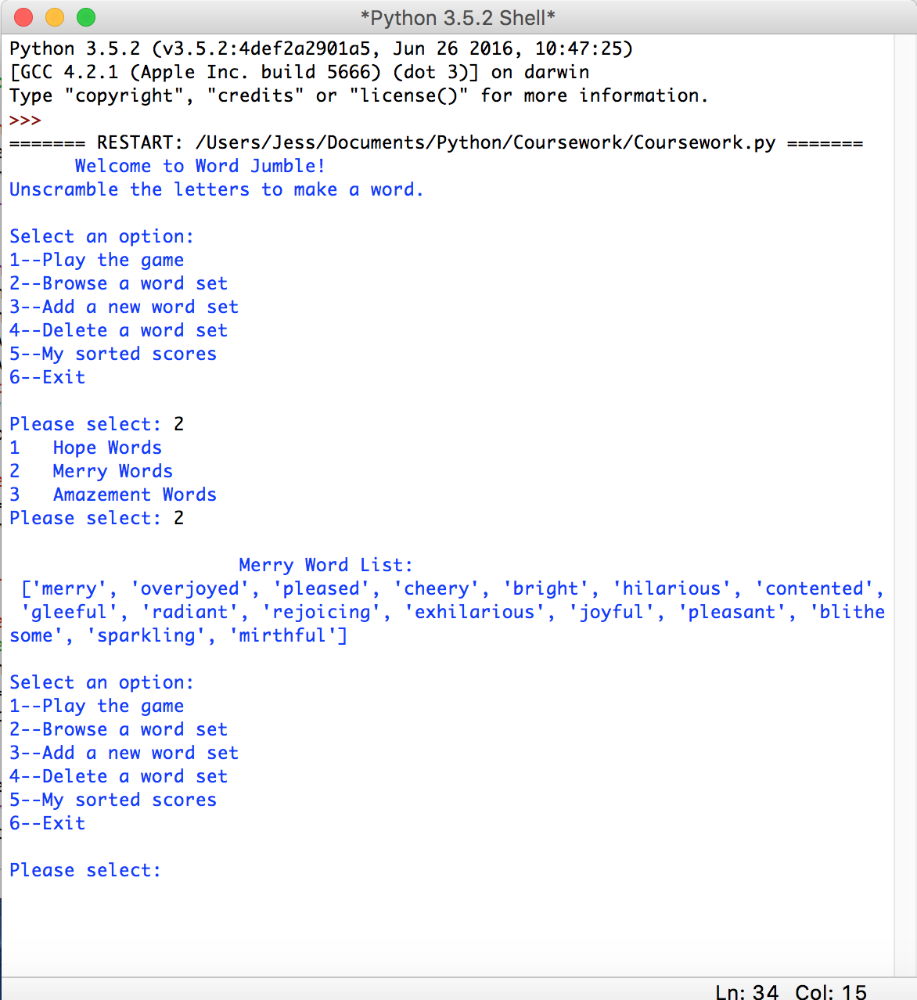 *Python 3.5.2 Shell*
Python 3.5.2 (v3.5.2:4def2a2901a5, Jun 26 2016, 10:47:25)
[GCC 4.2.1 (Apple Inc. build 5666) (dot 3)] on darwin
Type "copyright", "credits" or "license()" for more information.
>>>
======= RESTART: /Users/Jess/Documents/Python/Coursework/Coursework.py =======
      Welcome to Word Jumble!
Unscramble the letters to make a word.

Select an option:
1--Play the game
2--Browse a word set
3--Add a new word set
4--Delete a word set
5--My sorted scores
6--Exit

Please select: 2
1   Hope Words
2   Merry Words
3   Amazement Words
Please select: 2

                     Merry Word List:
 ['merry', 'overjoyed', 'pleased', 'cheery', 'bright', 'hilarious', 'contented',
 'gleeful', 'radiant', 'rejoicing', 'exhilarious', 'joyful', 'pleasant', 'blithe
some', 'sparkling', 'mirthful']

Select an option:
1--Play the game
2--Browse a word set
3--Add a new word set
4--Delete a word set
5--My sorted scores
6--Exit

Please select:
Ln: 34 Col: 15